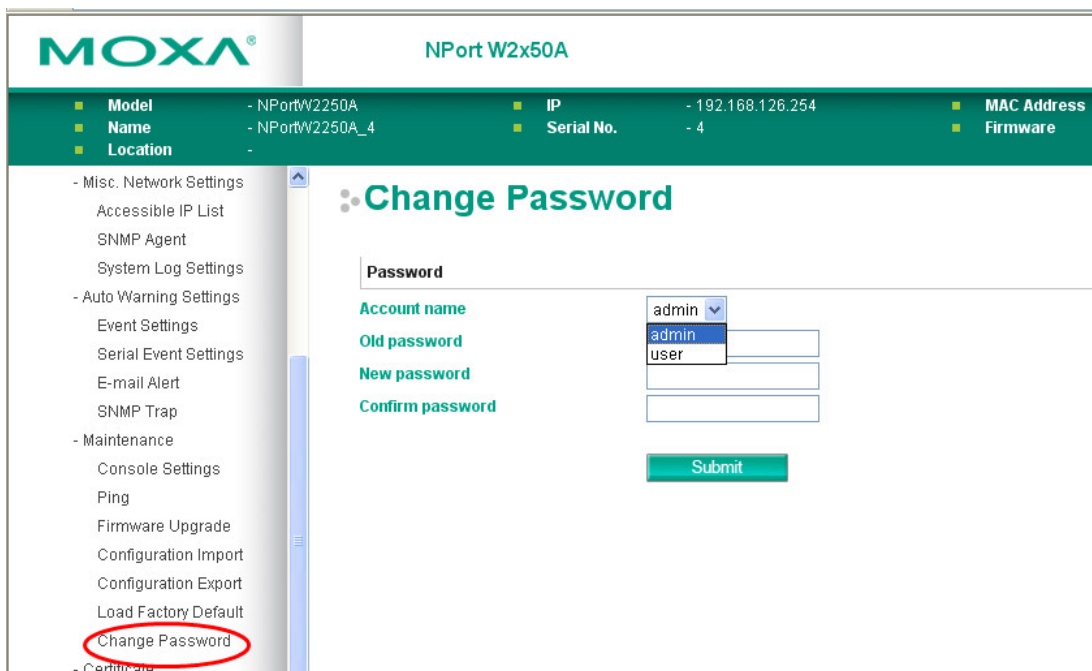 MOXA®
NPort W2x50A
Model - NPortW2250A
IP - 192.168.126.254
MAC Address
Name - NPortW2250A_4
Serial No. - 4
Firmware
Location -
- Misc. Network Settings
Accessible IP List
SNMP Agent
System Log Settings
- Auto Warning Settings
Event Settings
Serial Event Settings
E-mail Alert
SNMP Trap
- Maintenance
Console Settings
Ping
Firmware Upgrade
Configuration Import
Configuration Export
Load Factory Default
Change Password
- Certificate
Change Password
Password
Account name
admin
admin
user
Old password
New password
Confirm password
Submit